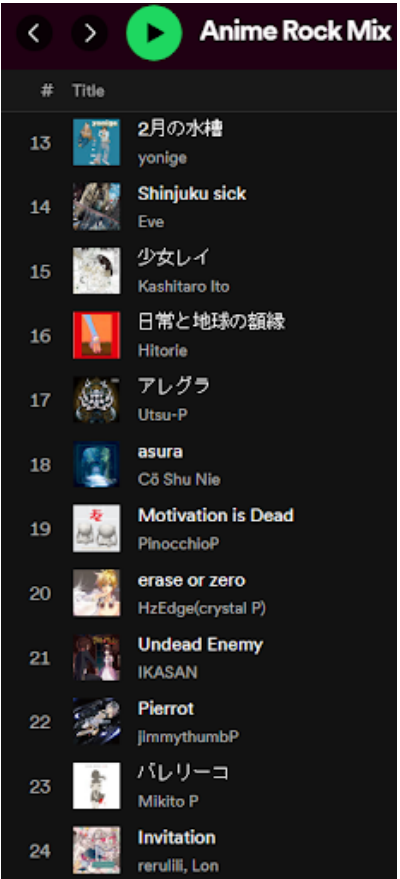 Anime Rock Mix
# Title
13
2月の水槽
yonige
14
Shinjuku sick
Eve
15
少女レイ
Kashitaro Ito
16
日常と地球の額縁
Hitorie
17
アレグラ
Utsu-P
18
asura
Cö Shu Nie
19
Motivation is Dead
PinocchioP
20
erase or zero
HzEdge(crystal P)
21
Undead Enemy
IKASAN
22
Pierrot
jimmythumbP
23
バレリーコ
Mikito P
24
Invitation
rerulili, Lon